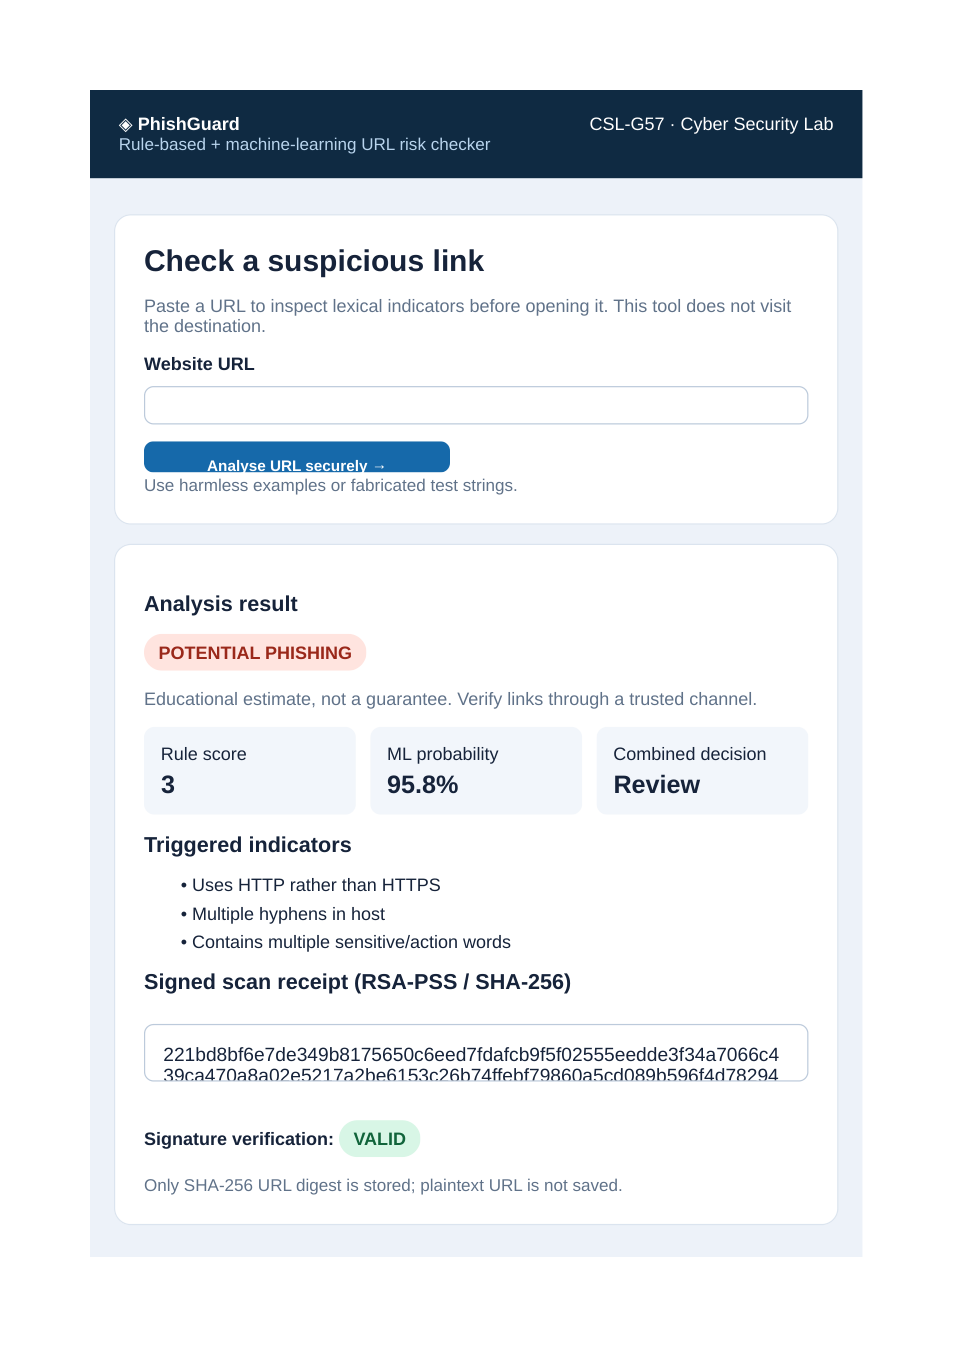 ◈ PhishGuard
CSL-G57 · Cyber Security Lab
Rule-based + machine-learning URL risk checker
Check a suspicious link
Paste a URL to inspect lexical indicators before opening it. This tool does not visit
the destination.
Website URL
Analyse URL securely →
Use harmless examples or fabricated test strings.
Analysis result
POTENTIAL PHISHING
Educational estimate, not a guarantee. Verify links through a trusted channel.
Rule score
3
ML probability
95.8%
Combined decision
Review
Triggered indicators
• Uses HTTP rather than HTTPS
• Multiple hyphens in host
• Contains multiple sensitive/action words
Signed scan receipt (RSA-PSS / SHA-256)
221bd8bf6e7de349b8175650c6eed7fdafcb9f5f02555eedde3f34a7066c4
39ca470a8a02e5217a2be6153c26b74ffebf79860a5cd089b596f4d78294
Signature verification: VALID
Only SHA-256 URL digest is stored; plaintext URL is not saved.